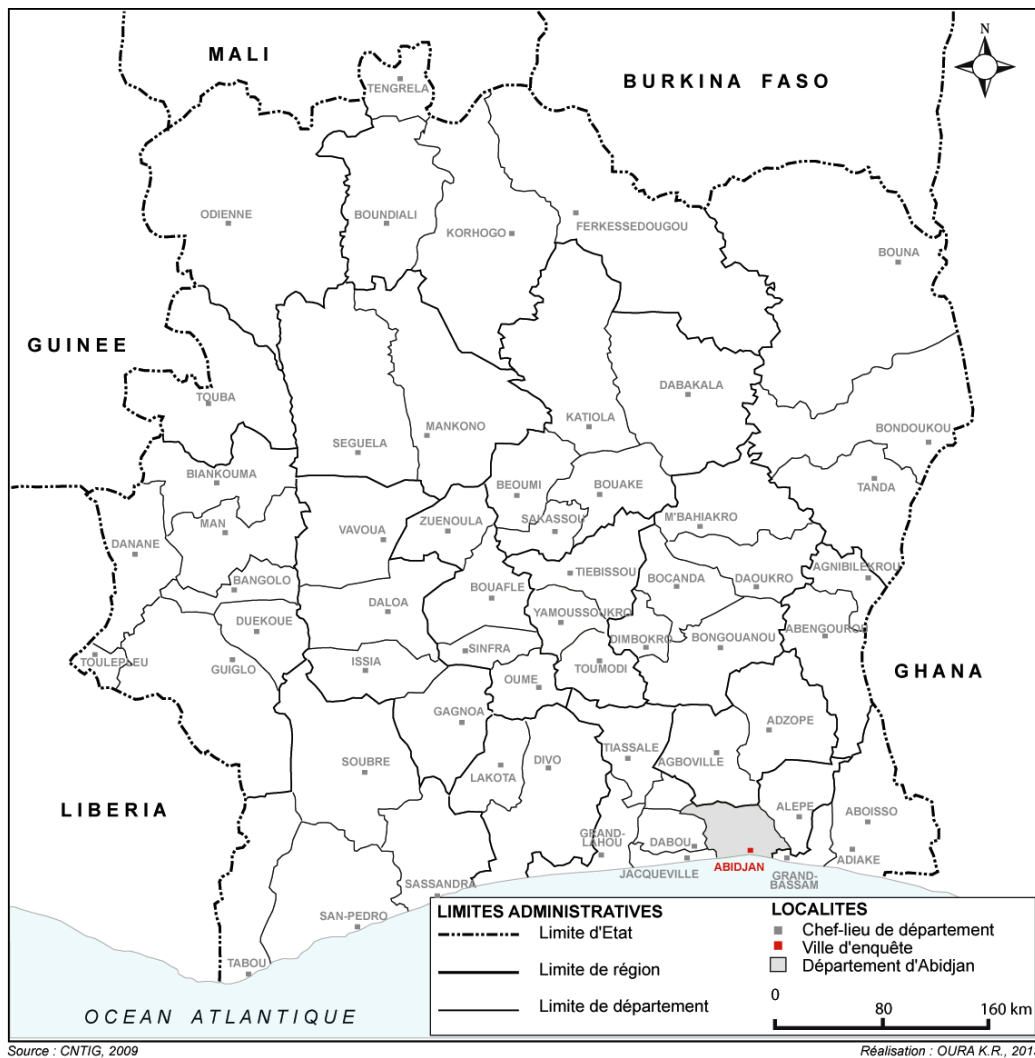 MALI
BURKINA FASO
N
TENGRELA
ODIENNE
BOUNDIALI
KORHOGO
FERKESSEDOUGOU
BOUNA
GUINEE
TOUBA
DABAKALA
KATIOLA
MANKONO
SEGUELA
BONDOUKOU
TANDA
BIANKOUMA
BEOUMI
BOUAKE
MAN
ZUENOULA
SAKASSOU
M'BAHIAKRO
VAVOUA
DANANE
BANGOLO
TIEBISSOU
BOCANDA
DAOUKRO
AGNIBILEKROU
BOUAFLE
DALOA
YAMOUSSOUKRO
DUEKOUE
DIMBOKRO
BONGOUANOU
ABENGOUROU
TOULEPLEU
GUIGLO
ISSIA
SINFRA
TOUMODI
OUME
GHANA
GAGNOA
ADZOPE
SOUBRE
LAKOTA
DIVO
TIASSALE
AGBOVILLE
LIBERIA
ALEPE
ABOISSO
GRAND-
LAHOU
DABOU
JACQUEVILLE
ABIDJAN
GRAND-
BASSAM
ADIAKE
SASSANDRA
SAN-PEDRO
TABOU
OCEAN ATLANTIQUE
LIMITES ADMINISTRATIVES
Limite d'Etat
Limite de région
Limite de département
LOCALITES
Chef-lieu de département
Ville d'enquête
Département d'Abidjan
0
80
160 km
Source : CNTIG, 2009
Réalisation : OURA K.R.,